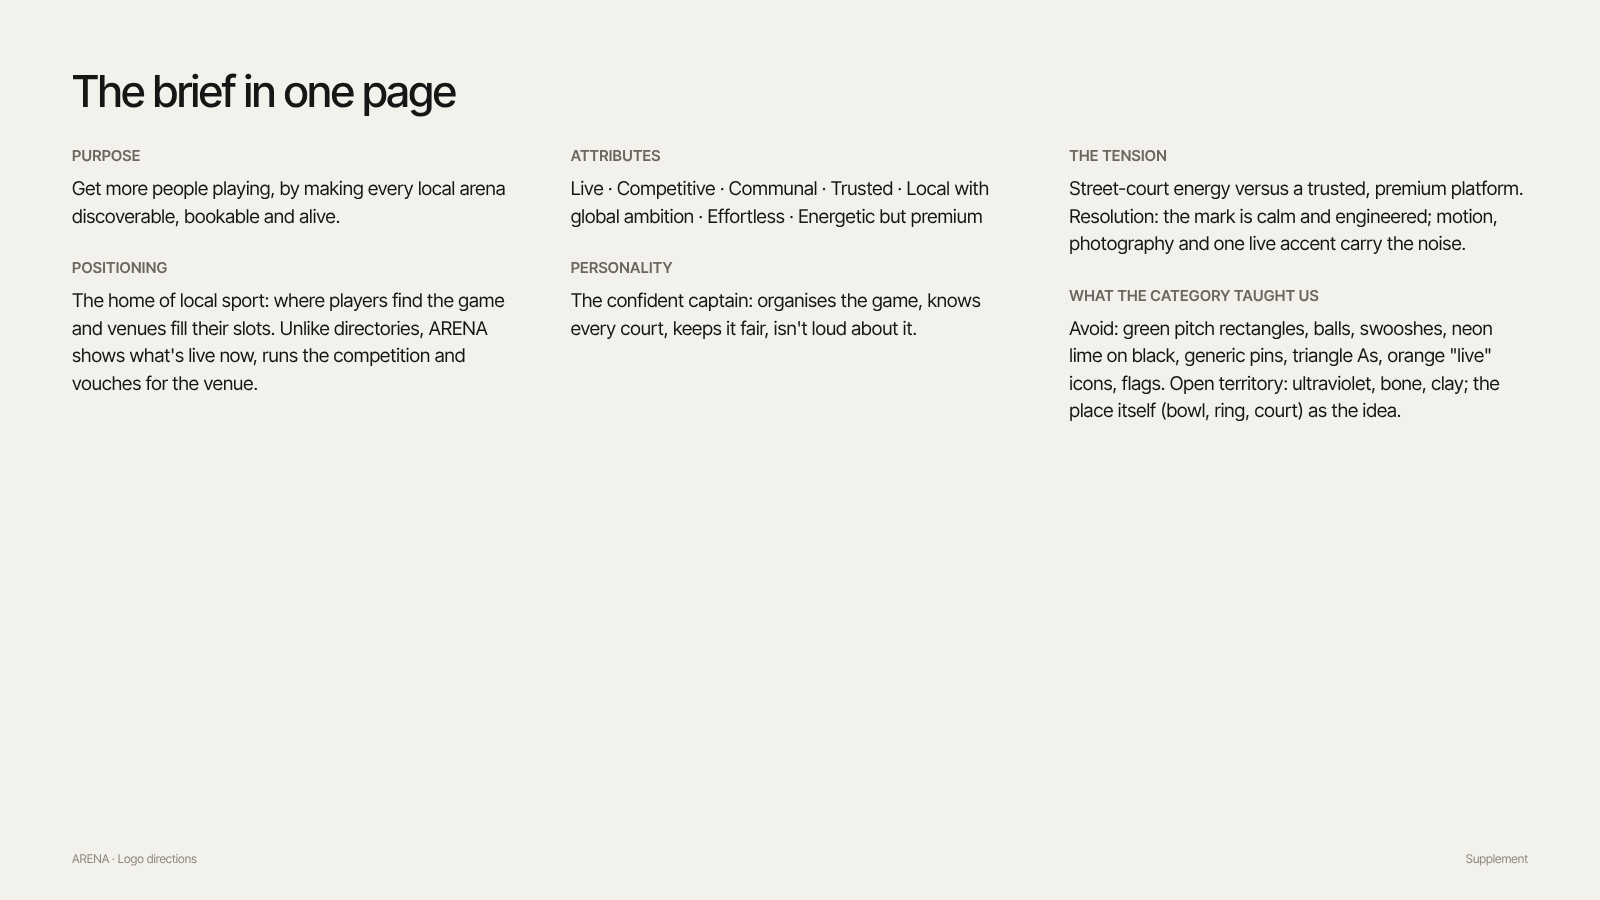 The brief in one page
PURPOSE
Get more people playing, by making every local arena
discoverable, bookable and alive.
POSITIONING
The home of local sport: where players find the game
and venues fill their slots. Unlike directories, ARENA
shows what's live now, runs the competition and
vouches for the venue.
ATTRIBUTES
Live · Competitive · Communal · Trusted · Local with
global ambition · Effortless · Energetic but premium
PERSONALITY
The confident captain: organises the game, knows
every court, keeps it fair, isn't loud about it.
THE TENSION
Street-court energy versus a trusted, premium platform.
Resolution: the mark is calm and engineered; motion,
photography and one live accent carry the noise.
WHAT THE CATEGORY TAUGHT US
Avoid: green pitch rectangles, balls, swooshes, neon
lime on black, generic pins, triangle As, orange "live"
icons, flags. Open territory: ultraviolet, bone, clay; the
place itself (bowl, ring, court) as the idea.
ARENA · Logo directions
Supplement